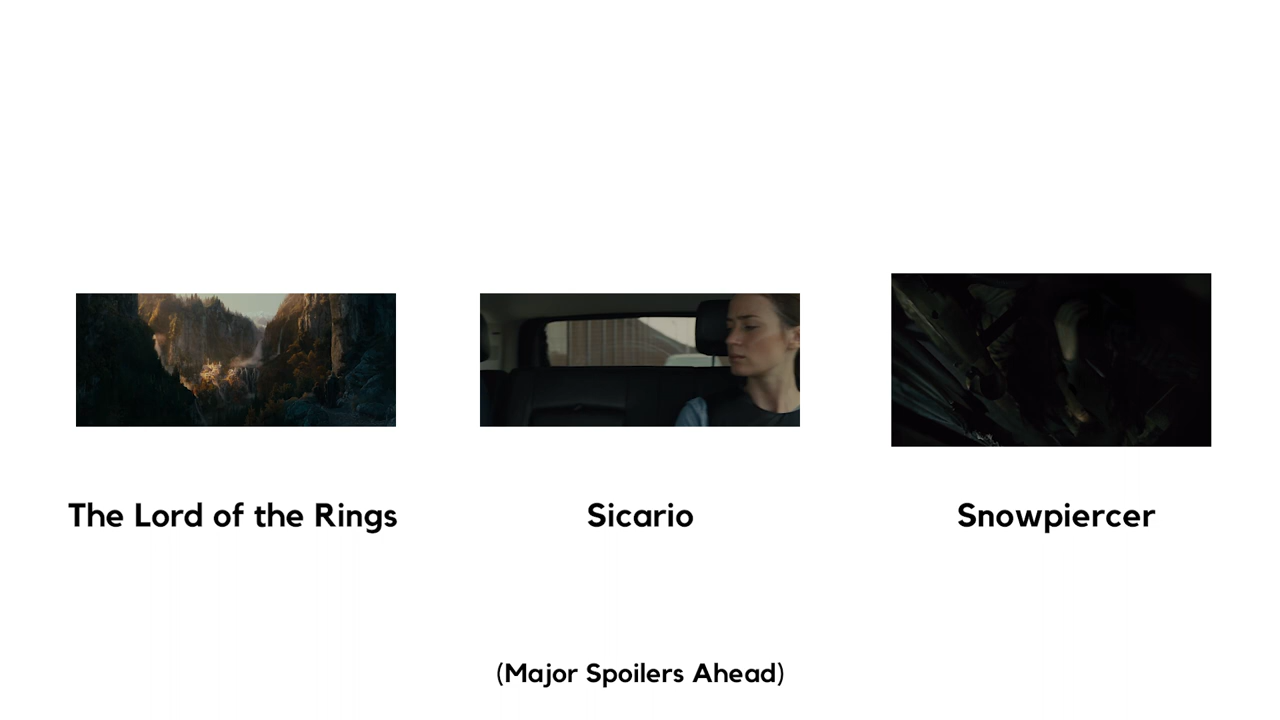 The Lord of the Rings
Sicario
Snowpiercer
(Major Spoilers Ahead)